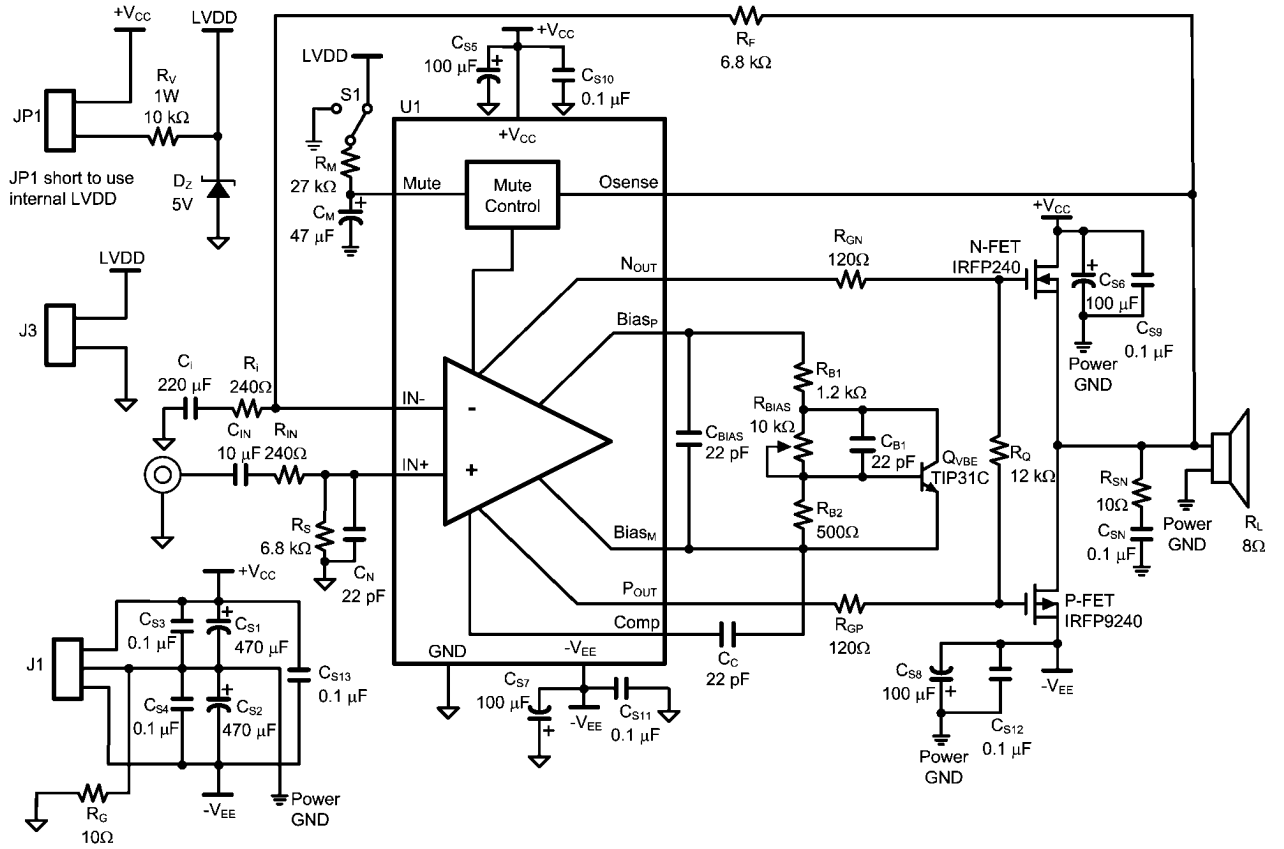 +VCC
LVDD
RV
1W
10 kΩ
JP1
JP1 short to use
internal LVDD
DZ
5V
LVDD
J3
RF
6.8 kΩ
+VCC
CS5
100 µF
CS10
0.1 µF
LVDD
S1
U1
+VCC
RM
27 kΩ
Mute
Mute
Control
Osense
CM
47 µF
NOUT
RGN
120Ω
+VCC
N-FET
IRFP240
CS6
100 µF
CS9
0.1 µF
Power
GND
BiasP
Ci
220 µF
Ri
240Ω
IN-
-
CIN
10 µF
RIN
240Ω
IN+
+
RS
6.8 kΩ
CN
22 pF
CBIAS
22 pF
RB1
1.2 kΩ
RBIAS
10 kΩ
CB1
22 pF
QVBE
TIP31C
RB2
500Ω
RQ
12 kΩ
RSN
10Ω
CSN
0.1 µF
Power
GND
RL
8Ω
BiasM
POUT
RGP
120Ω
P-FET
IRFP9240
Comp
CC
22 pF
GND
-VEE
CS7
100 µF
-VEE
CS11
0.1 µF
CS8
100 µF
+
CS12
0.1 µF
-VEE
Power
GND
+VCC
J1
CS3
0.1 µF
CS1
470 µF
CS13
0.1 µF
CS4
0.1 µF
CS2
470 µF
-VEE
Power
GND
RG
10Ω